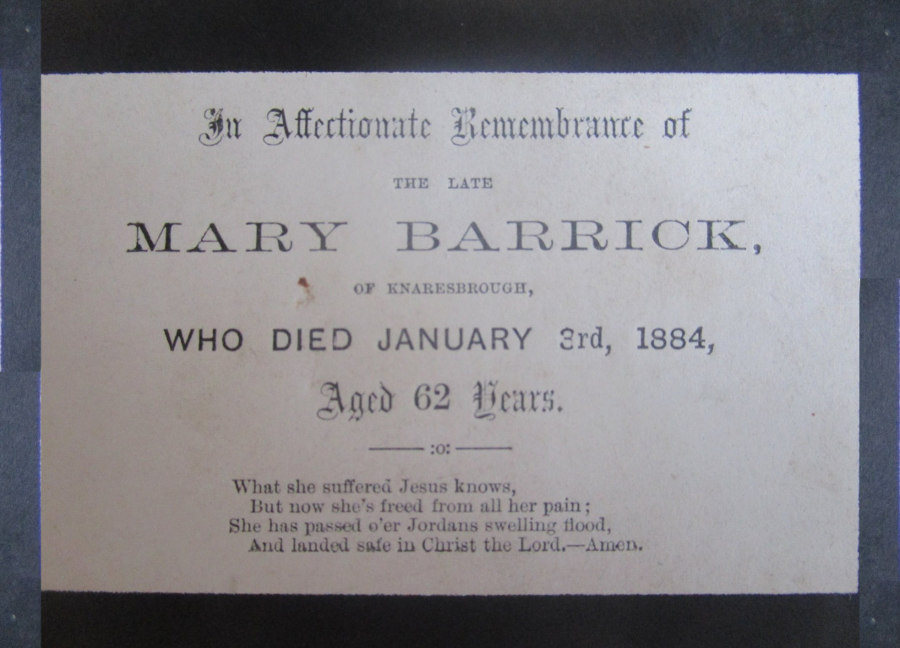 In Affectionate Remembrance of
THE LATE
MARY BARRICK,
OF KNARESBROUGH,
WHO DIED JANUARY 3rd, 1884,
Aged 62 Years.
:o:
What she suffered Jesus knows,
But now she's freed from all her pain;
She has passed o'er Jordans swelling flood,
And landed safe in Christ the Lord.—Amen.